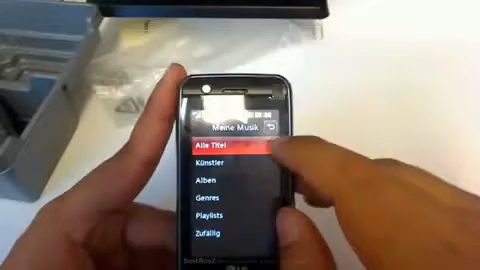 Meine Musik
Alle Titel
Künstler
Alben
Genres
Playlists
Zufällig
LG